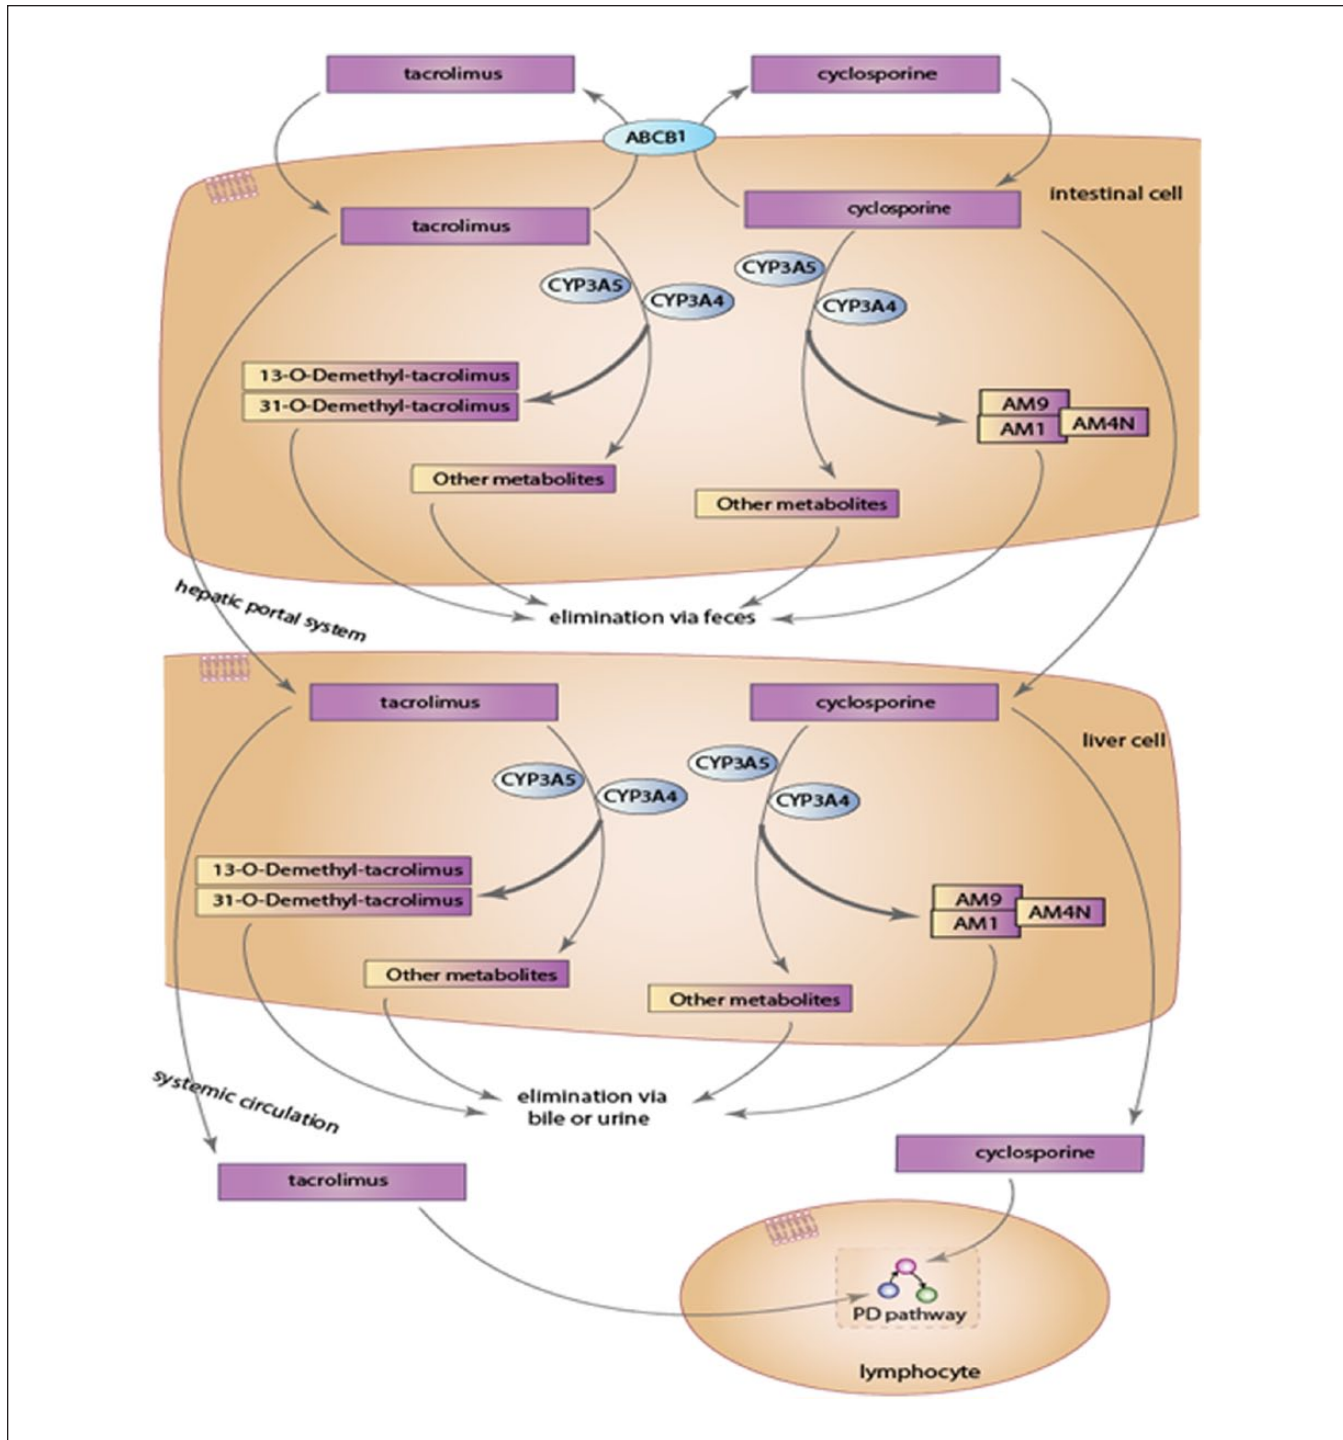 tacrolimus
cyclosporine
ABCB1
intestinal cell
tacrolimus
cyclosporine
CYP3A5
CYP3A4
CYP3A5
CYP3A4
13-O-Demethyl-tacrolimus
31-O-Demethyl-tacrolimus
AM9
AM1
AM4N
Other metabolites
Other metabolites
elimination via feces
hepatic portal system
tacrolimus
cyclosporine
liver cell
CYP3A5
CYP3A4
CYP3A5
CYP3A4
13-O-Demethyl-tacrolimus
31-O-Demethyl-tacrolimus
AM9
AM1
AM4N
Other metabolites
Other metabolites
elimination via
bile or urine
systemic circulation
tacrolimus
cyclosporine
PD pathway
lymphocyte